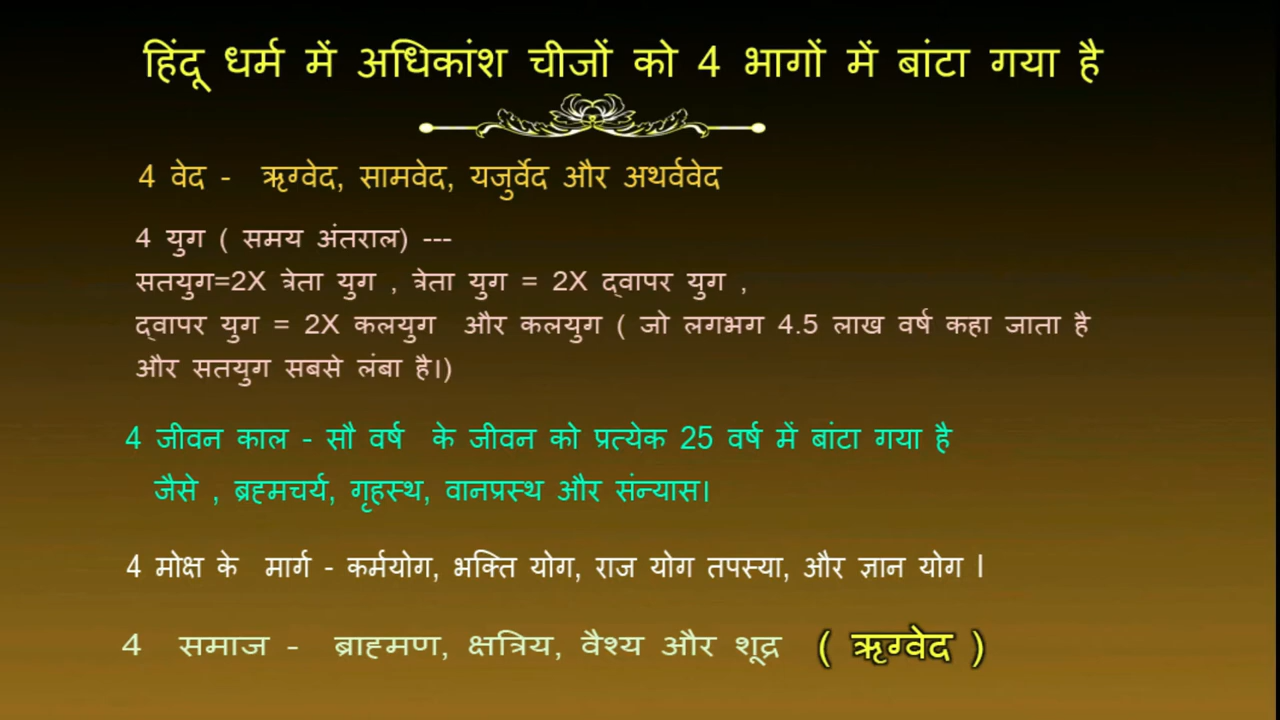 हिंदू धर्म में अधिकांश चीजों को 4 भागों में बांटा गया है
4 वेद - ऋग्वेद, सामवेद, यजुर्वेद और अथर्ववेद
4 युग ( समय अंतराल) ---
सतयुग=2X त्रेता युग , त्रेता युग = 2X द्वापर युग ,
द्वापर युग = 2X कलयुग और कलयुग ( जो लगभग 4.5 लाख वर्ष कहा जाता है
और सतयुग सबसे लंबा है।)
4 जीवन काल - सौ वर्ष के जीवन को प्रत्येक 25 वर्ष में बांटा गया है
जैसे , ब्रह्मचर्य, गृहस्थ, वानप्रस्थ और संन्यास।
4 मोक्ष के मार्ग - कर्मयोग, भक्ति योग, राज योग तपस्या, और ज्ञान योग |
4 समाज - ब्राह्मण, क्षत्रिय, वैश्य और शूद्र ( ऋग्वेद )